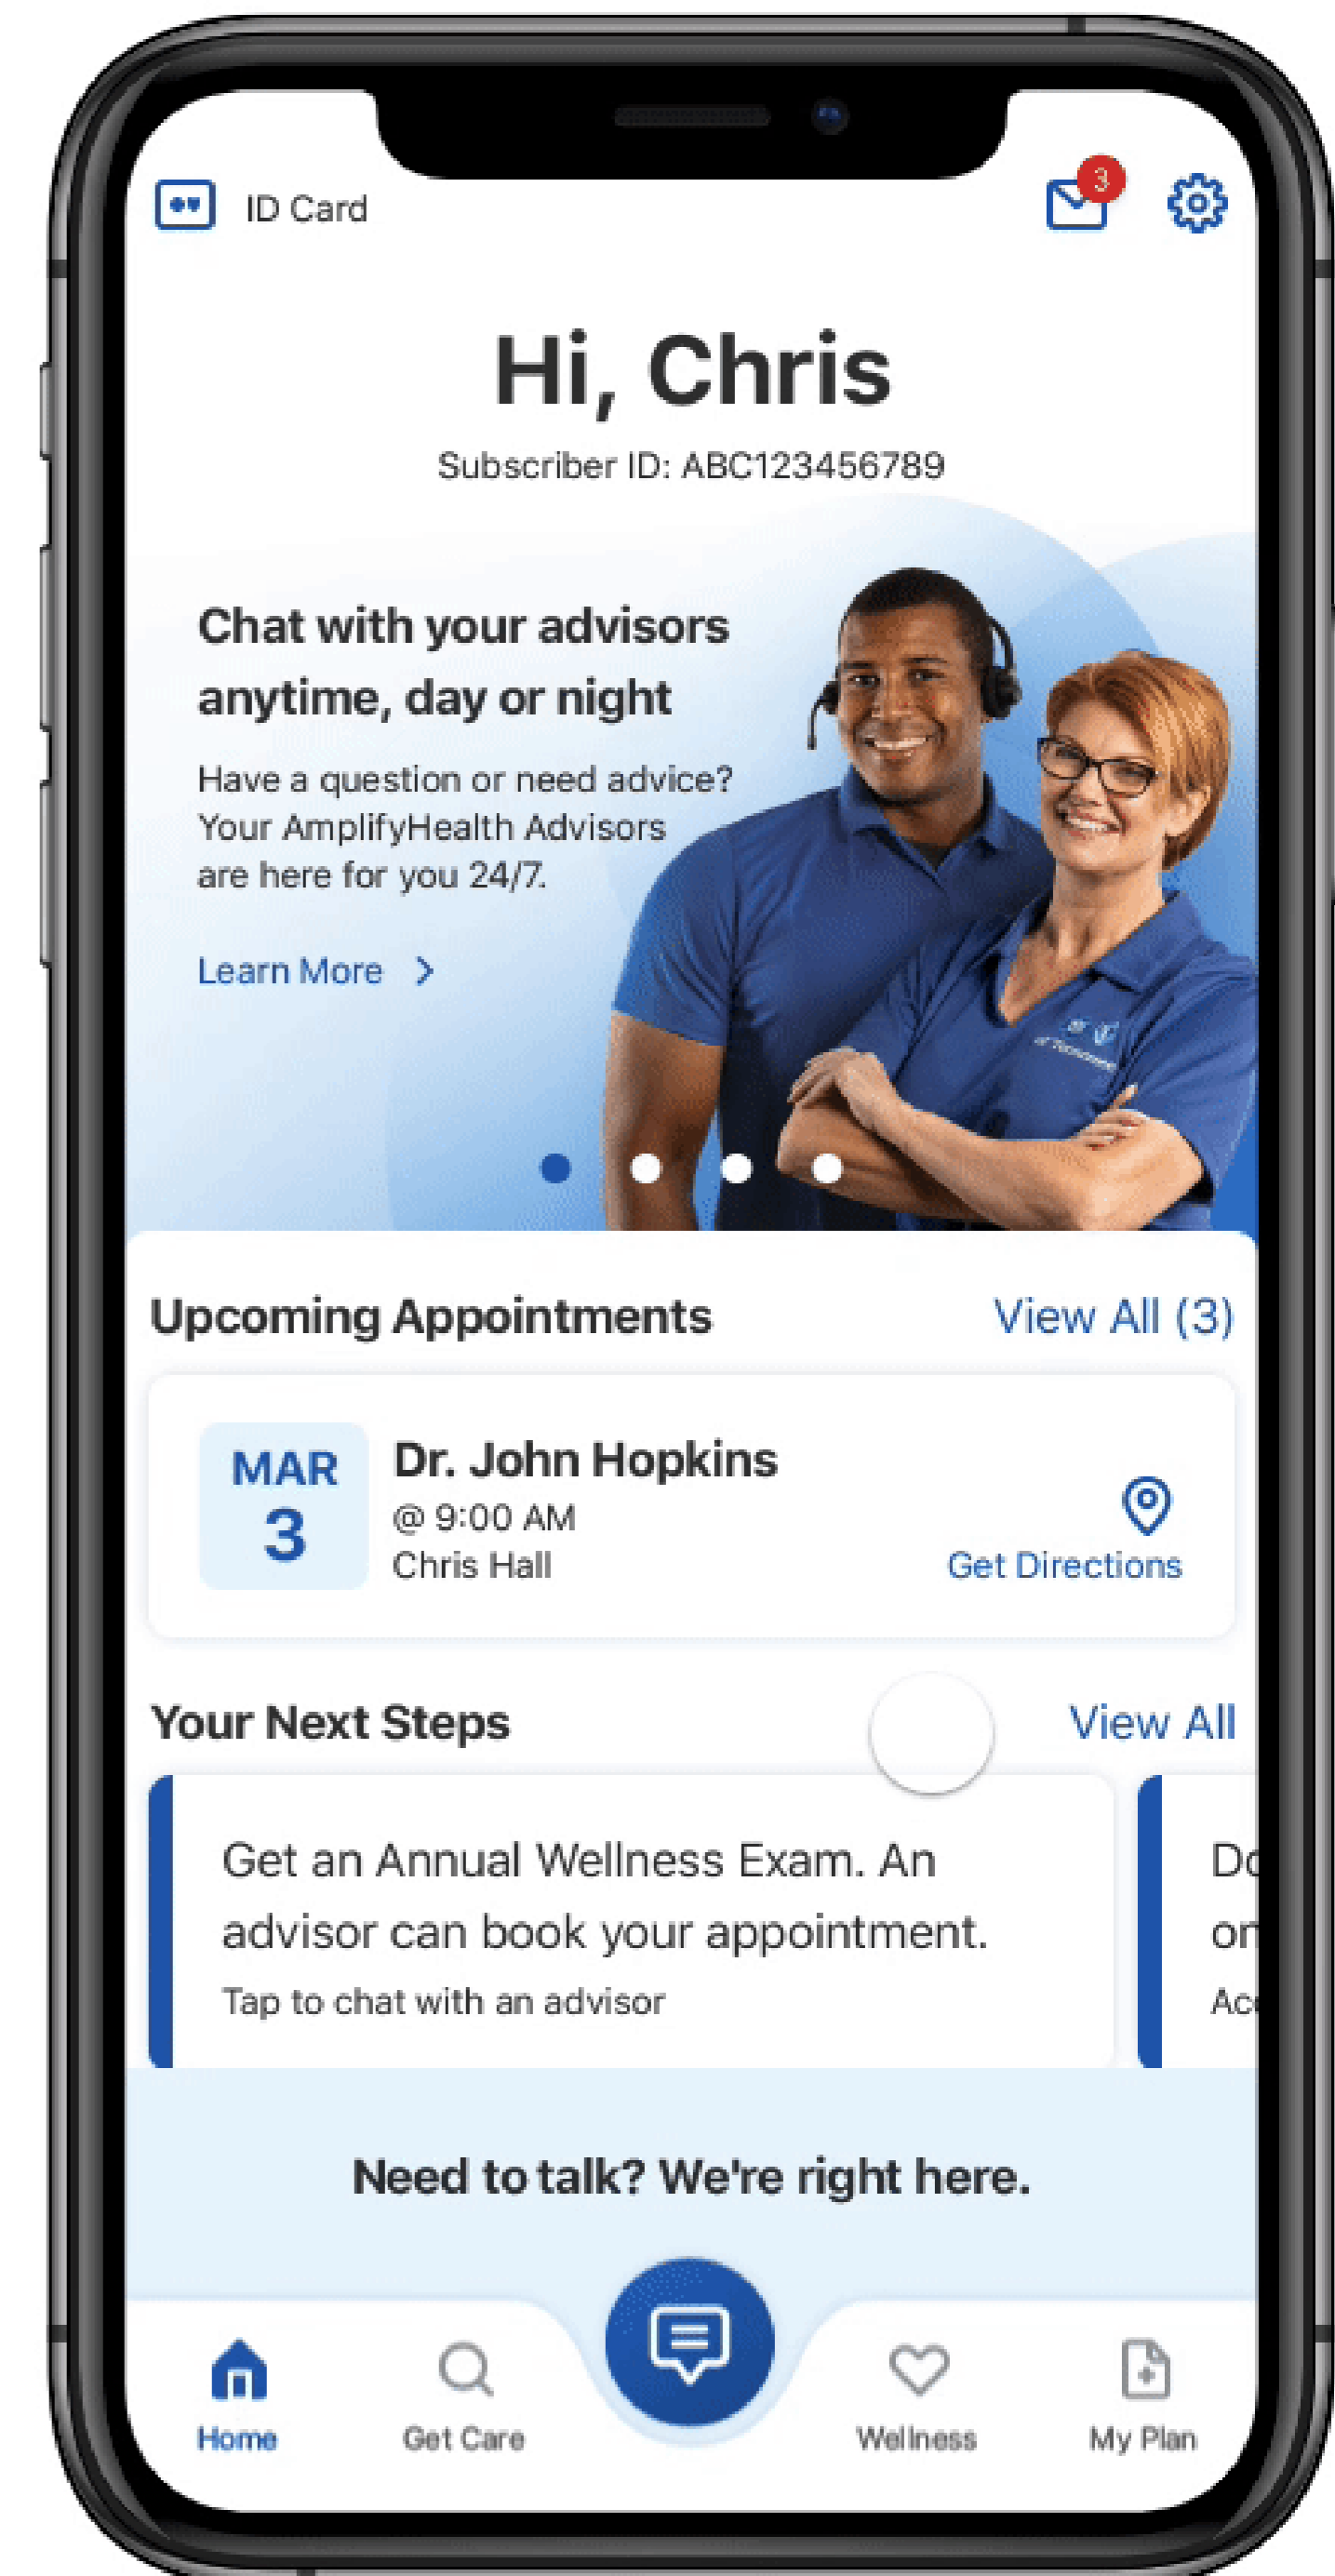 ID Card
3
Hi, Chris
Subscriber ID: ABC123456789
Chat with your advisors
anytime, day or night
Have a question or need advice?
Your AmplifyHealth Advisors
are here for you 24/7.
Learn More
of Tennessee
Upcoming Appointments
View All (3)
MAR
3
Dr. John Hopkins
@ 9:00 AM
Chris Hall
Get Directions
Your Next Steps
View All
Get an Annual Wellness Exam. An
advisor can book your appointment.
Tap to chat with an advisor
Need to talk? We're right here.
Home
Get Care
Wellness
My Plan